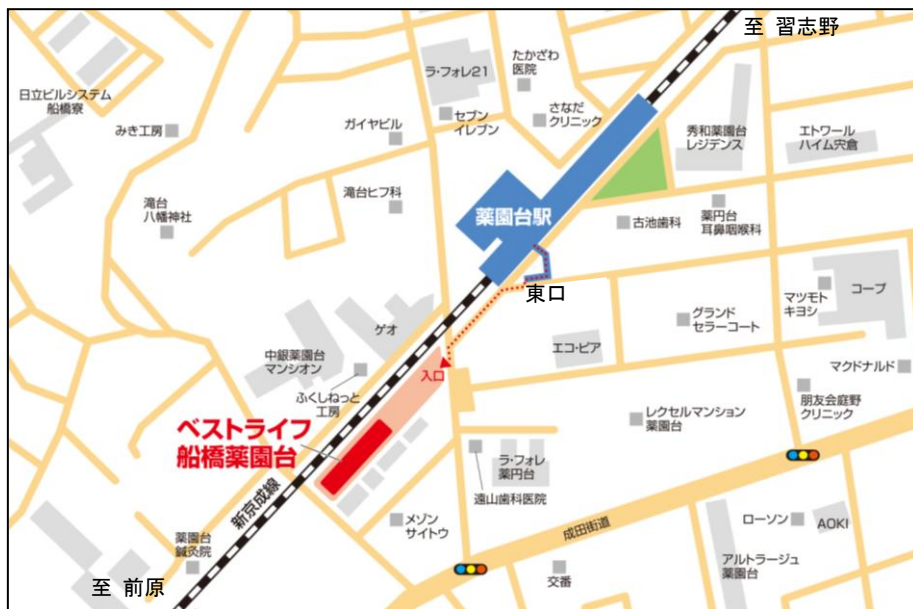 至 習志野
たかざわ
医院
ラ・フォレ21
日立ビルシステム
船橋寮
みき工房
ガイヤビル
セブン
イレブン
さなだ
クリニック
秀和薬園台
レジデンス
エトワール
ハイム宍倉
滝台
八幡神社
滝台ヒフ科
薬園台駅
古池歯科
薬円台
耳鼻咽喉科
東口
マツモト
キヨシ
コープ
グランド
セラーコート
ゲオ
エコ・ピア
中銀薬園台
マンシオン
入口
マクドナルド
ふくしねっと
工房
朋友会庭野
クリニック
レクセルマンション
薬園台
ベストライフ
船橋薬園台
ラ・フォレ
薬円台
遠山歯科医院
新京成線
メゾン
サイトウ
成田街道
ローソン
AOKI
薬園台
鍼灸院
アルトラージュ
薬園台
交番
至 前原